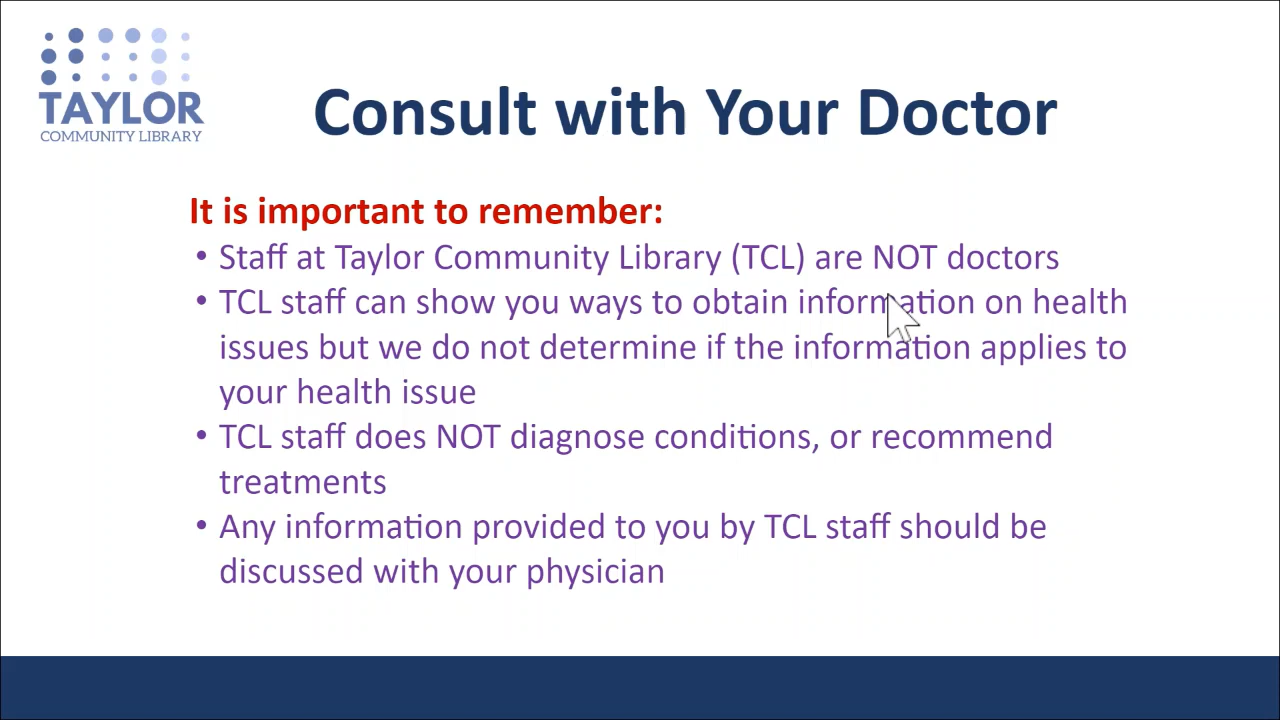 TAYLOR
COMMUNITY LIBRARY
Consult with Your Doctor
It is important to remember:
• Staff at Taylor Community Library (TCL) are NOT doctors
• TCL staff can show you ways to obtain information on health
issues but we do not determine if the information applies to
your health issue
• TCL staff does NOT diagnose conditions, or recommend
treatments
• Any information provided to you by TCL staff should be
discussed with your physician